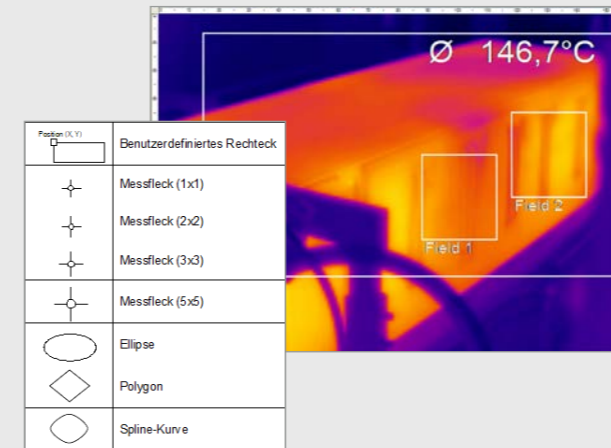 Ø 146,7°C
Field 1
Field 2
Position (X, Y)
Benutzerdefiniertes Rechteck
Messfleck (1x1)
Messfleck (2x2)
Messfleck (3x3)
Messfleck (5x5)
Ellipse
Polygon
Spline-Kurve